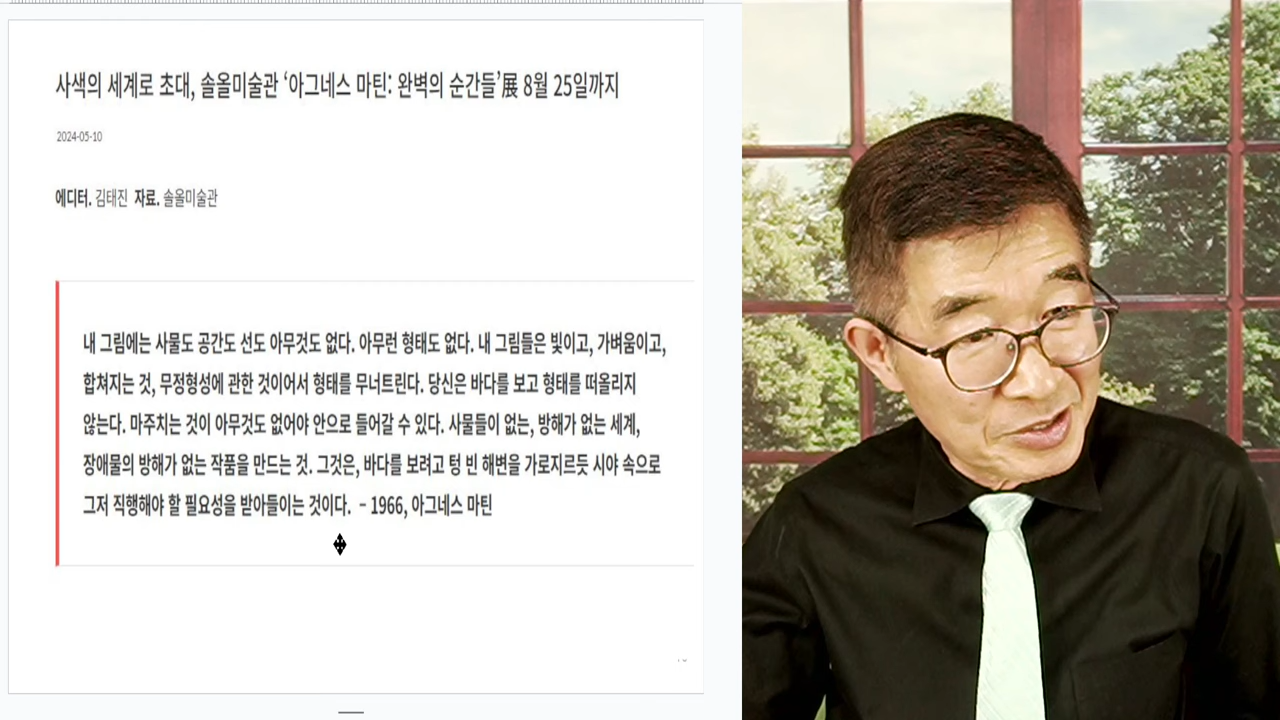 사색의 세계로 초대, 솔올미술관 ‘아그네스 마틴: 완벽의 순간들’展 8월 25일까지
2024-05-10
에디터. 김태진 자료. 솔올미술관
내 그림에는 사물도 공간도 선도 아무것도 없다. 아무런 형태도 없다. 내 그림들은 빛이고, 가벼움이고,
합쳐지는 것, 무정형성에 관한 것이어서 형태를 무너트린다. 당신은 바다를 보고 형태를 떠올리지
않는다. 마주치는 것이 아무것도 없어야 안으로 들어갈 수 있다. 사물들이 없는, 방해가 없는 세계,
장애물의 방해가 없는 작품을 만드는 것. 그것은, 바다를 보려고 텅 빈 해변을 가로지르듯 시야 속으로
그저 직행해야 할 필요성을 받아들이는 것이다. – 1966, 아그네스 마틴